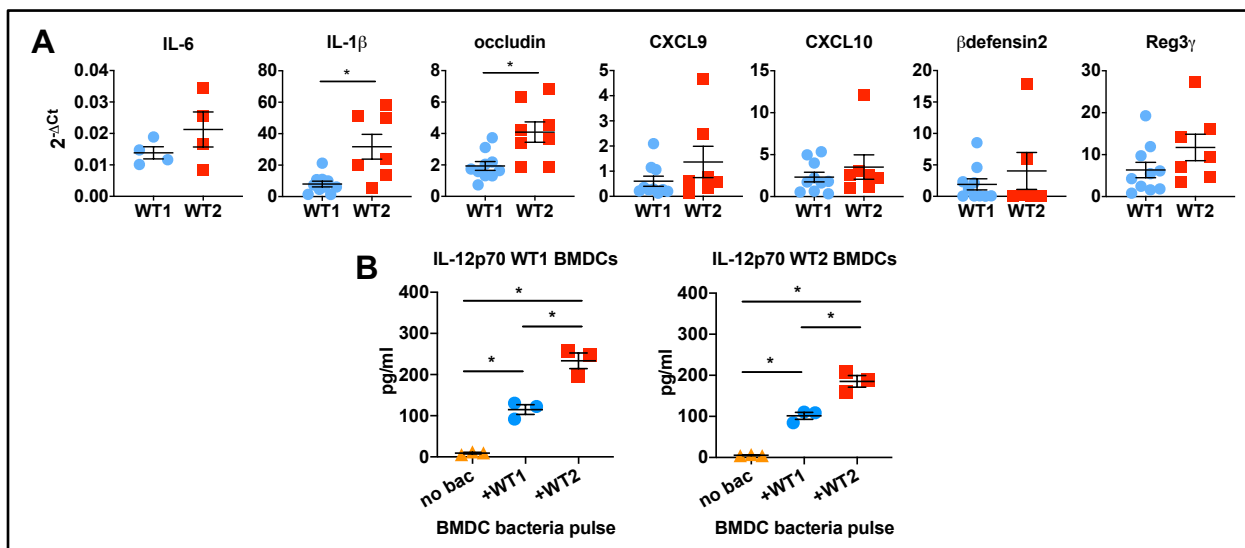 A
IL-6
IL-1β
occludin
CXCL9
CXCL10
βdefensin2
Reg3γ
2^-ΔCt
0.04
0.03
0.02
0.01
0.00
WT1 WT2
80
60
40
20
0
*
WT1 WT2
8
6
4
2
0
*
WT1 WT2
5
4
3
2
1
0
WT1 WT2
15
10
5
0
WT1 WT2
20
15
10
5
0
WT1 WT2
30
20
10
0
WT1 WT2
B
IL-12p70 WT1 BMDCs
pg/ml
400
300
200
100
0
*
*
*
no bac
+WT1
+WT2
BMDC bacteria pulse
IL-12p70 WT2 BMDCs
pg/ml
400
300
200
100
0
*
*
*
no bac
+WT1
+WT2
BMDC bacteria pulse